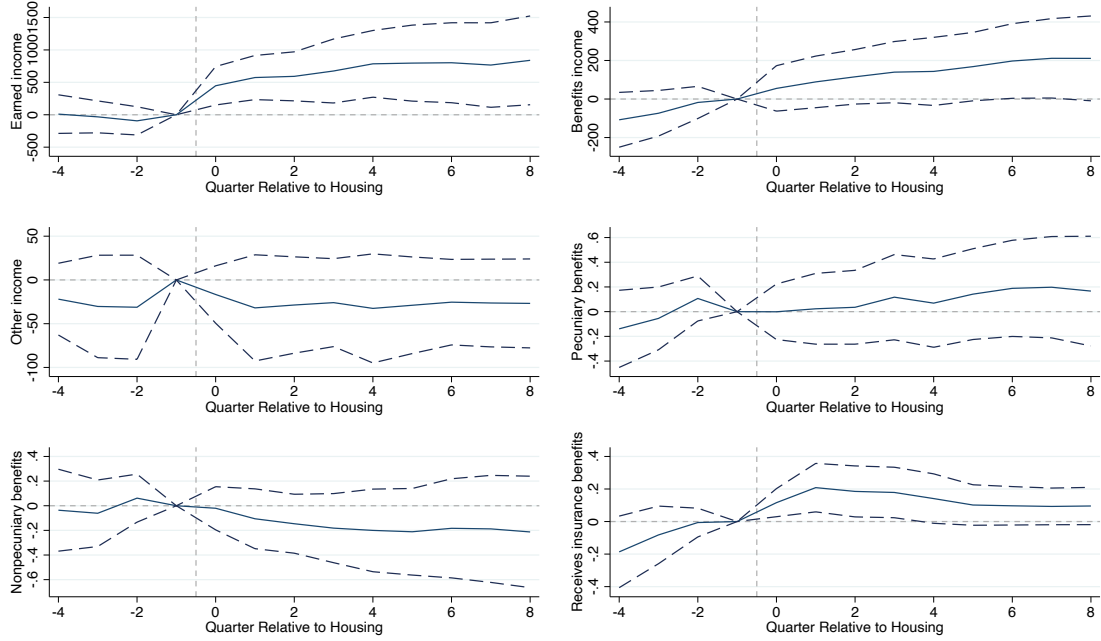 Earned income
-500 0 500 1000 1500
-4 -2 0 2 4 6 8
Quarter Relative to Housing
Benefits income
-200 0 200 400
-4 -2 0 2 4 6 8
Quarter Relative to Housing
Other income
-100 -50 0 50
-4 -2 0 2 4 6 8
Quarter Relative to Housing
Pecuniary benefits
-.4 -.2 0 .2 .4 .6
-4 -2 0 2 4 6 8
Quarter Relative to Housing
Nonpecuniary benefits
-.6 -.4 -.2 0 .2 .4
-4 -2 0 2 4 6 8
Quarter Relative to Housing
Receives insurance benefits
-.4 -.2 0 .2 .4
-4 -2 0 2 4 6 8
Quarter Relative to Housing